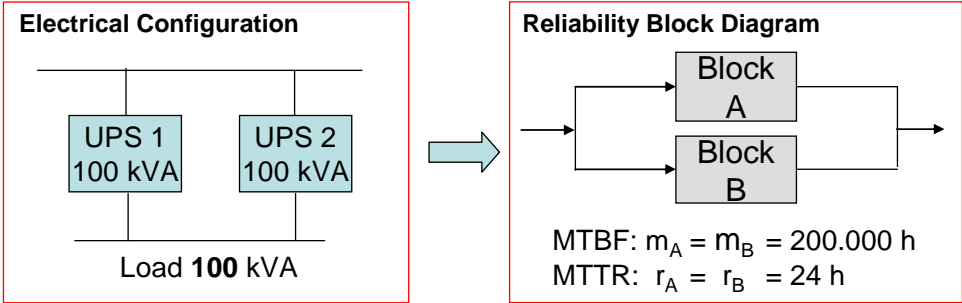 Electrical Configuration
UPS 1
100 kVA
UPS 2
100 kVA
Load 100 kVA
Reliability Block Diagram
Block
A
Block
B
MTBF: mA = mB = 200.000 h
MTTR: rA = rB = 24 h